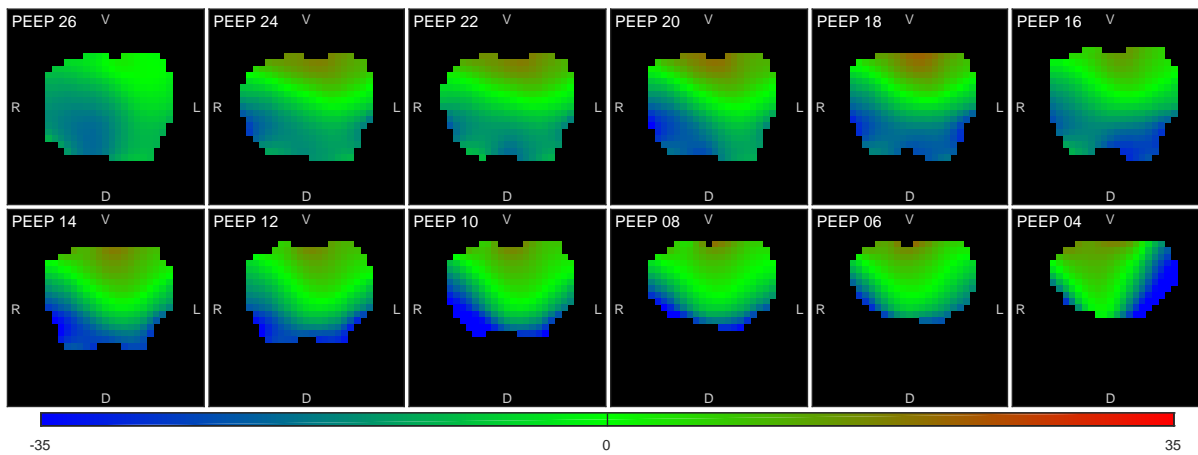 PEEP 26 V R L D
PEEP 24 V D
PEEP 22 V D
PEEP 20 V D
PEEP 18 V D
PEEP 16 V R L D
PEEP 14 V R L D
PEEP 12 V R L D
PEEP 10 V R L D
PEEP 08 V R L D
PEEP 06 V R L D
PEEP 04 V R L D
-35 0 35